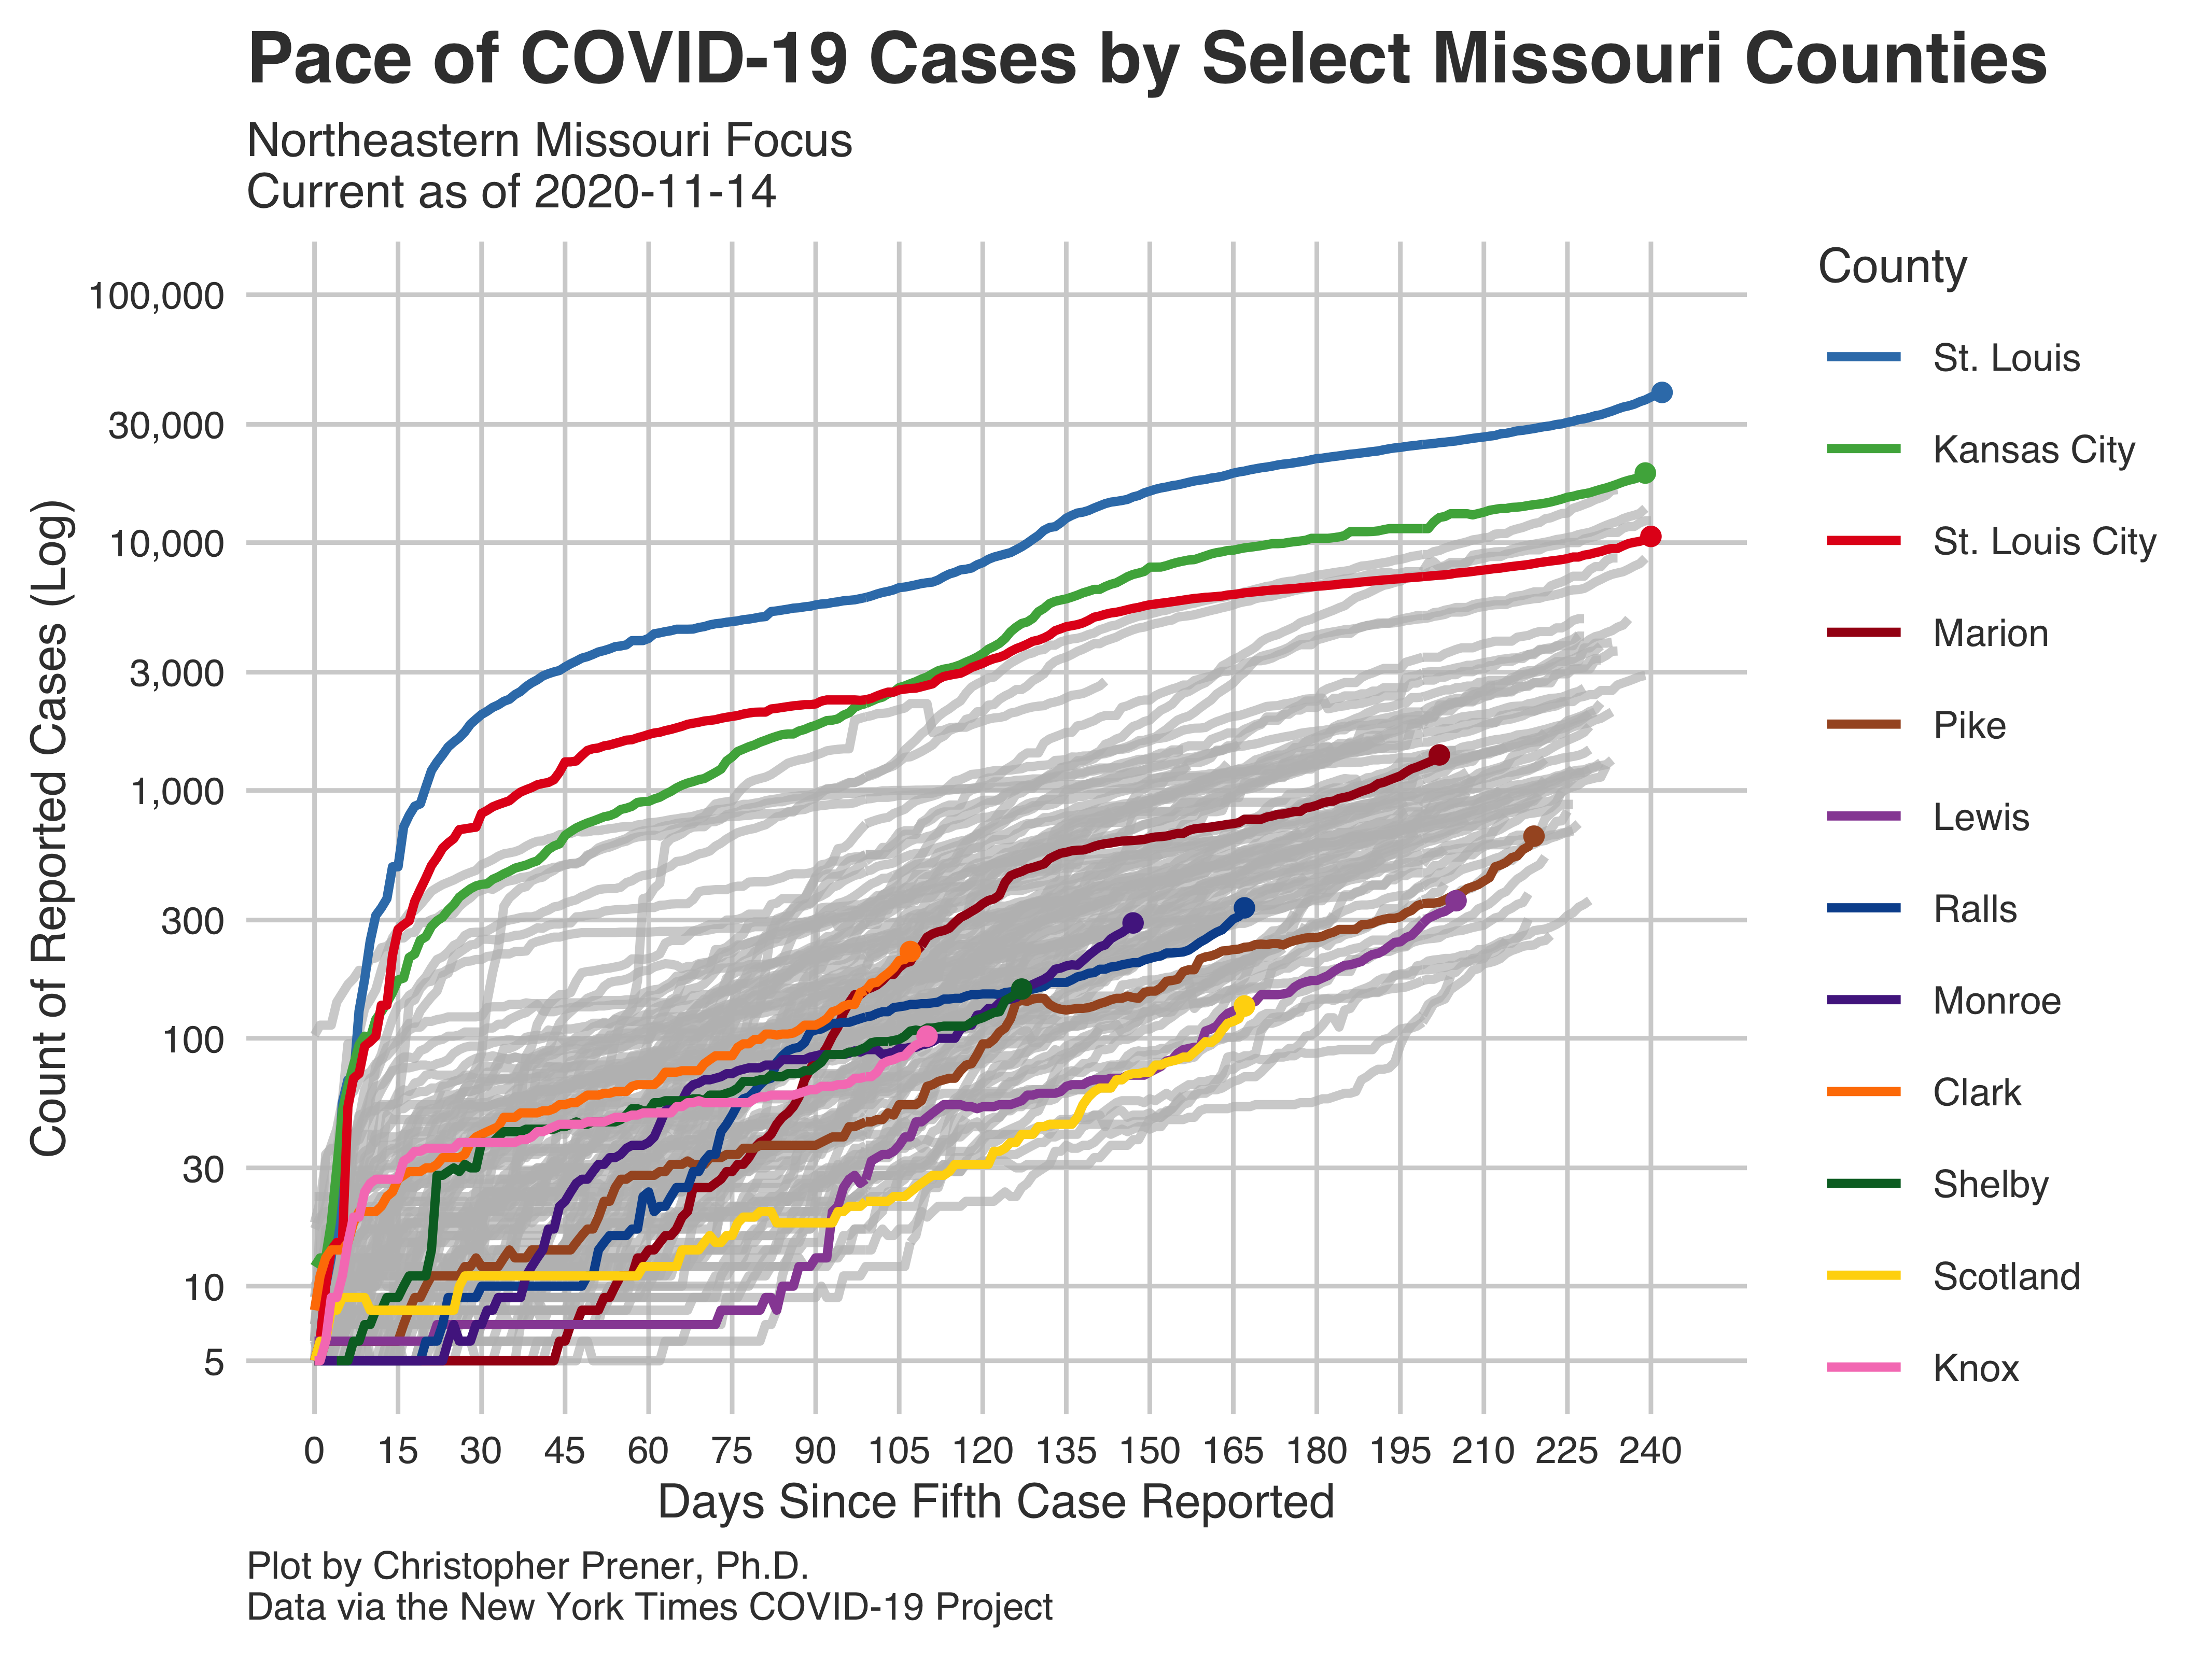 Pace of COVID-19 Cases by Select Missouri Counties
Northeastern Missouri Focus
Current as of 2020-11-14
Count of Reported Cases (Log)
100,000
30,000
10,000
3,000
1,000
300
100
30
10
5
0 15 30 45 60 75 90 105 120 135 150 165 180 195 210 225 240
Days Since Fifth Case Reported
County
St. Louis
Kansas City
St. Louis City
Marion
Pike
Lewis
Ralls
Monroe
Clark
Shelby
Scotland
Knox
Plot by Christopher Prener, Ph.D.
Data via the New York Times COVID-19 Project